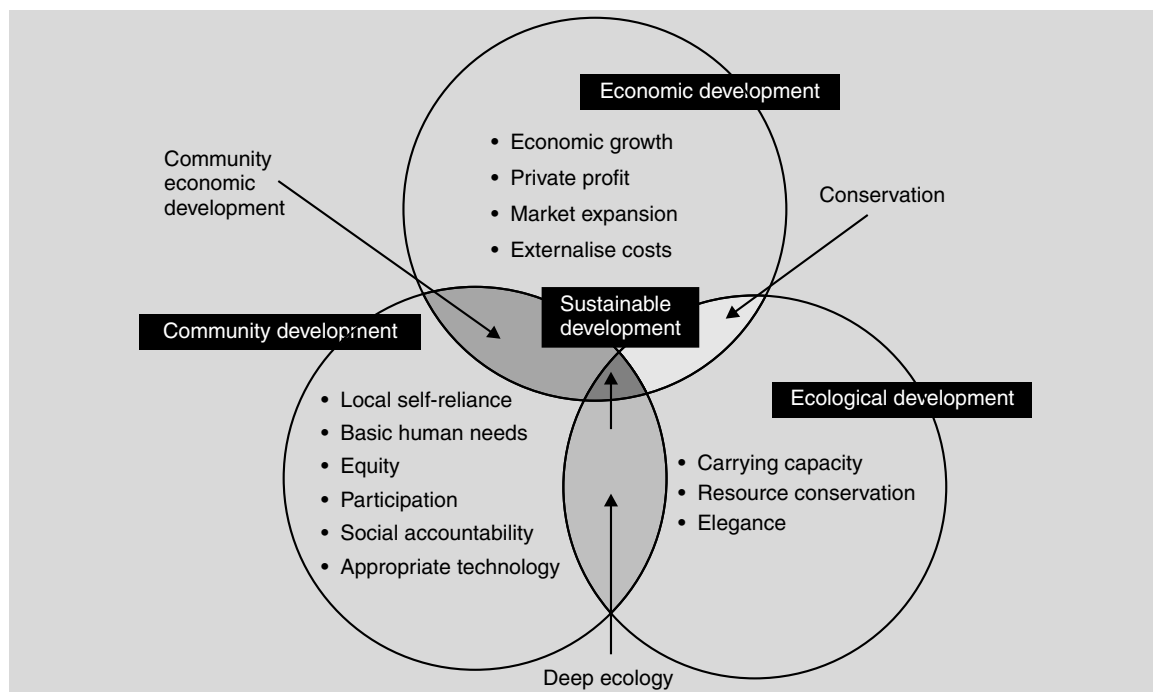 Economic development
• Economic growth
• Private profit
• Market expansion
• Externalise costs
Community
economic
development
Conservation
Sustainable
development
Community development
• Local self-reliance
• Basic human needs
• Equity
• Participation
• Social accountability
• Appropriate technology
Ecological development
• Carrying capacity
• Resource conservation
• Elegance
Deep ecology